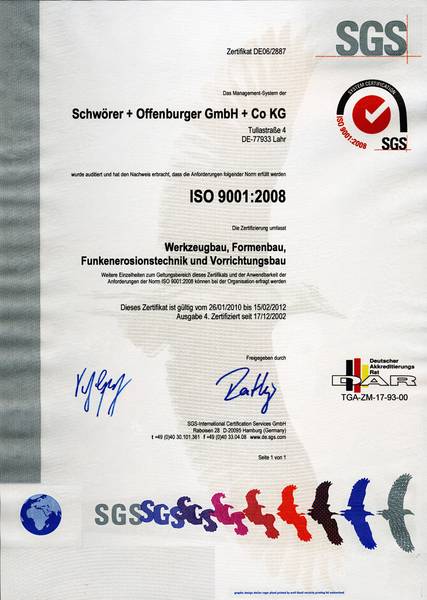 SGS
Zertifikat DE06/2887
Das Management-System der
Schwörer + Offenburger GmbH + Co KG
Tullastraße 4
DE-77933 Lahr
SYSTEM CERTIFICATION
ISO 9001:2008
SGS
wurde auditiert und hat den Nachweis erbracht, dass die Anforderungen folgender Norm erfüllt werden
ISO 9001:2008
Die Zertifizierung umfasst
Werkzeugbau, Formenbau,
Funkenerosionstechnik und Vorrichtungsbau
Weitere Einzelheiten zum Geltungsbereich dieses Zertifikats und der Anwendbarkeit der
Anforderungen der Norm ISO 9001:2008 können bei der Organisation erfragt werden
Dieses Zertifikat ist gültig vom 26/01/2010 bis 15/02/2012
Ausgabe 4. Zertifiziert seit 17/12/2002
Freigegeben durch
Deutscher
Akkreditierungs
Rat
DAR
TGA-ZM-17-93-00
SGS-International Certification Services GmbH
Raboisen 28 D-20095 Hamburg (Germany)
t +49 (0)40 30.101.361 f +49 (0)40 33.04.08 www.de.sgs.com
Seite 1 von 1
SGS SGS SGS SGS